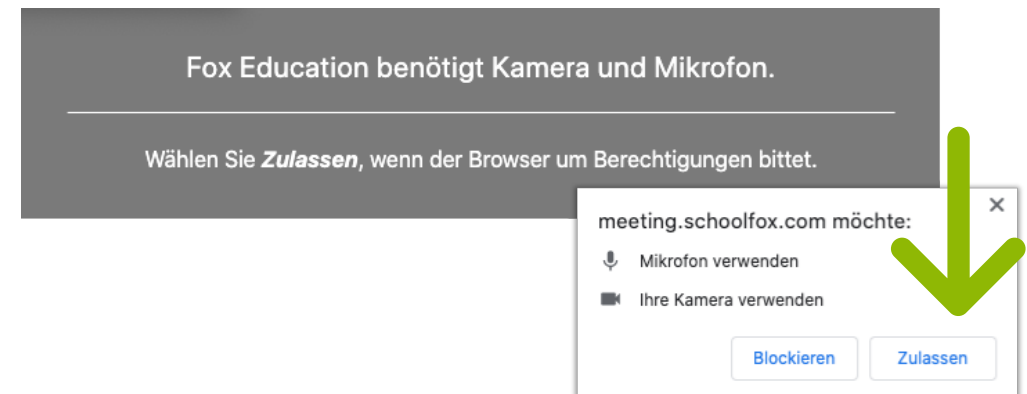 Fox Education benötigt Kamera und Mikrofon.
Wählen Sie Zulassen, wenn der Browser um Berechtigungen bittet.
meeting.schoolfox.com möchte:
Mikrofon verwenden
Ihre Kamera verwenden
Blockieren Zulassen